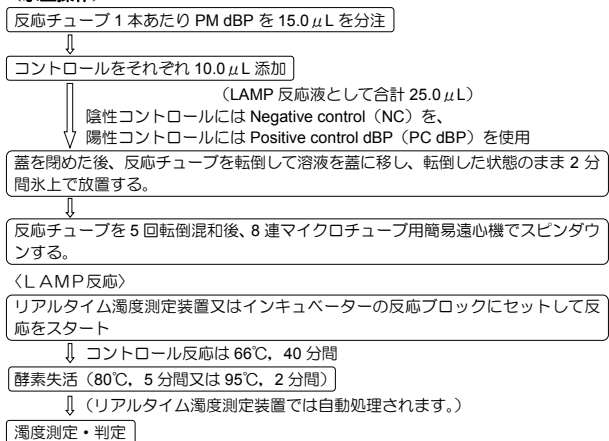 反応チューブ 1 本あたり PM dBP を 15.0 μL を分注
コントロールをそれぞれ 10.0 μL 添加
（LAMP 反応液として合計 25.0 μL）
陰性コントロールには Negative control（NC）を、
陽性コントロールには Positive control dBP（PC dBP）を使用
蓋を閉めた後、反応チューブを転倒して溶液を蓋に移し、転倒した状態のまま 2 分
間氷上で放置する。
反応チューブを 5 回転倒混和後、8 連マイクロチューブ用簡易遠心機でスピンダウ
ンする。
〈ＬＡＭＰ反応〉
リアルタイム濁度測定装置又はインキュベーターの反応ブロックにセットして反
応をスタート
コントロール反応は 66℃，40 分間
酵素失活（80℃，5 分間又は 95℃，2 分間）
（リアルタイム濁度測定装置では自動処理されます。）
濁度測定・判定